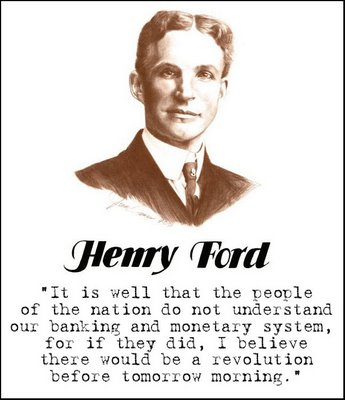 Henry Ford
"It is well that the people
of the nation do not understand
our banking and monetary system,
for if they did, I believe
there would be a revolution
before tomorrow morning."